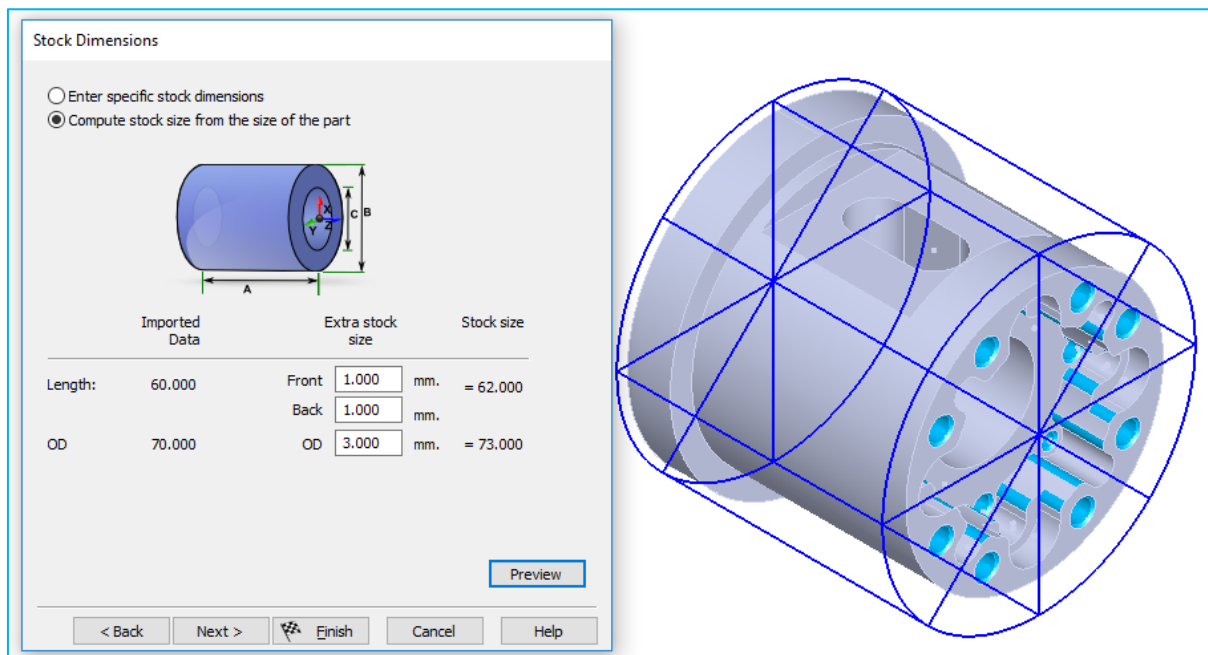 Stock Dimensions
Enter specific stock dimensions
Compute stock size from the size of the part
X
C B
Y Z
A
Imported Data Extra stock size Stock size
Length: 60.000 Front 1.000 mm. = 62.000
Back 1.000 mm.
OD 70.000 OD 3.000 mm. = 73.000
Preview
< Back Next > Finish Cancel Help